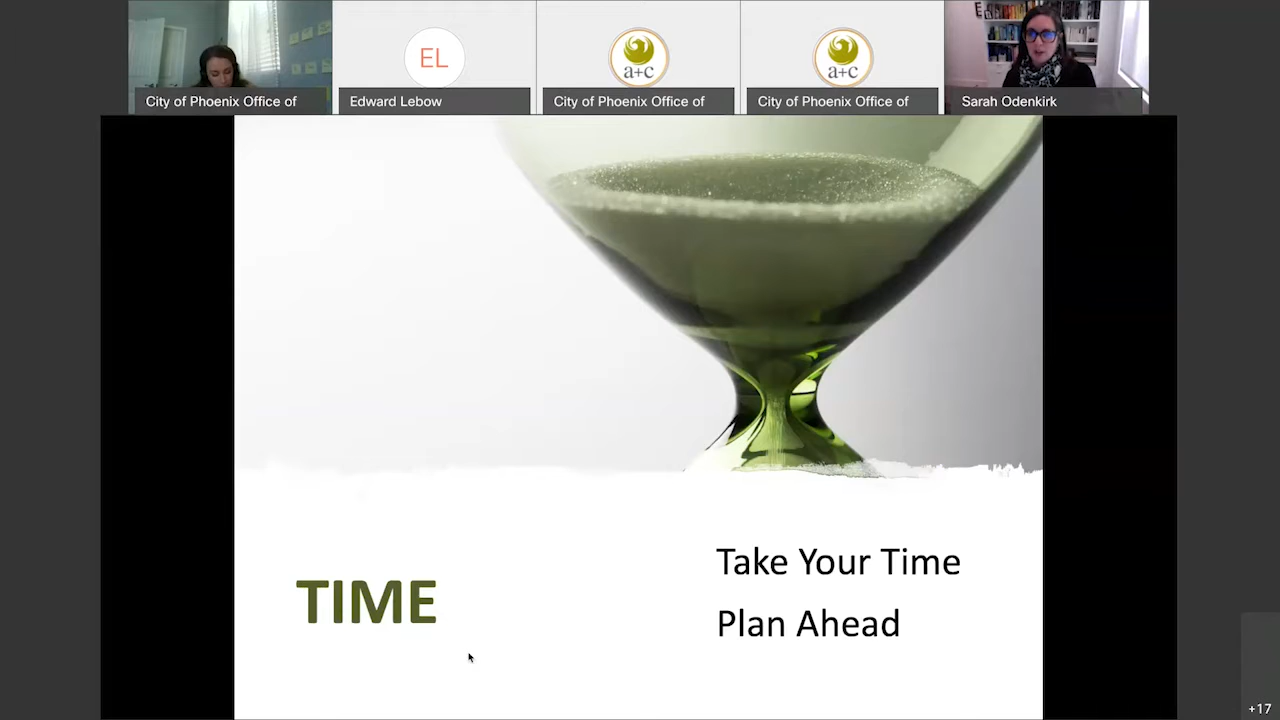 EL
a+c
a+c
City of Phoenix Office of
Edward Lebow
City of Phoenix Office of
City of Phoenix Office of
Sarah Odenkirk
TIME
Take Your Time
Plan Ahead
+17